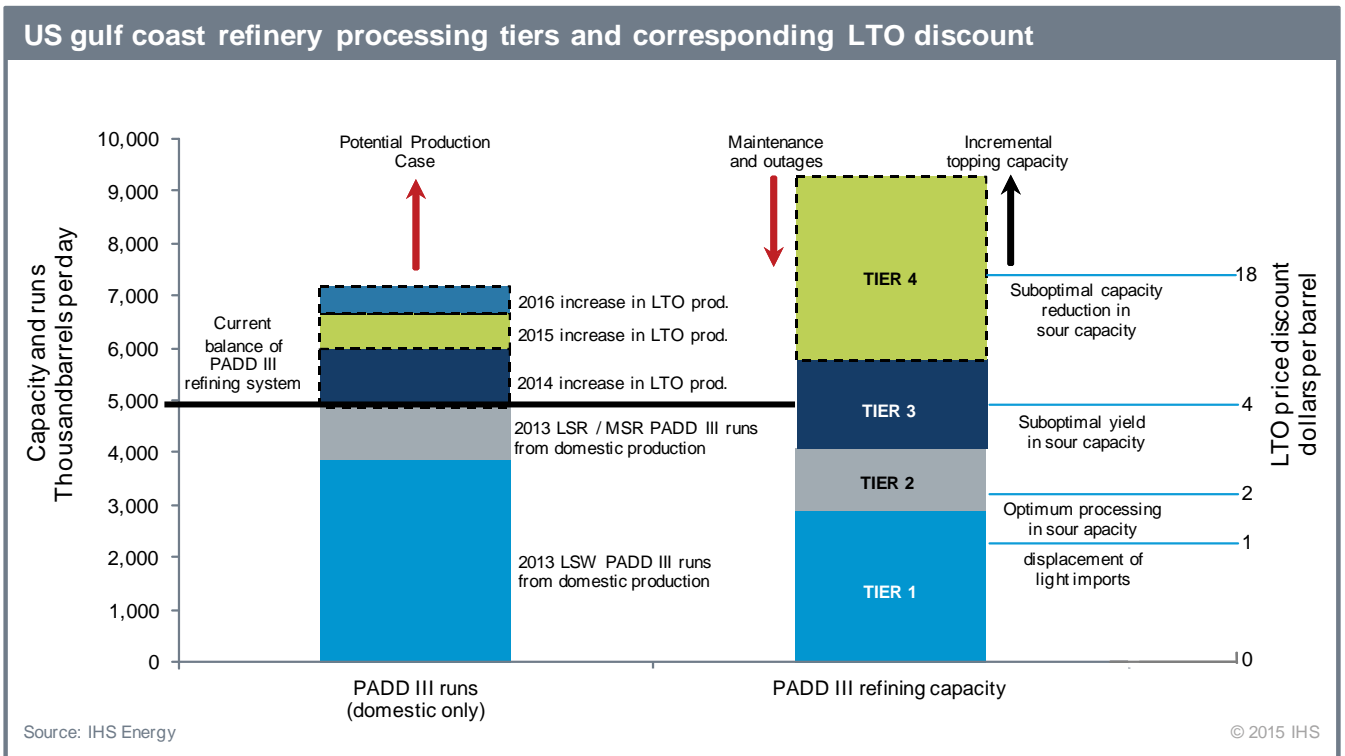 US gulf coast refinery processing tiers and corresponding LTO discount
Capacity and runs
Thousand barrels per day
10,000
9,000
8,000
7,000
6,000
5,000
4,000
3,000
2,000
1,000
0
Current
balance of
PADD III
refining system
Potential Production
Case
2016 increase in LTO prod.
2015 increase in LTO prod.
2014 increase in LTO prod.
2013 LSR / MSR PADD III runs
from domestic production
2013 LSW PADD III runs
from domestic production
Maintenance
and outages
Incremental
topping capacity
TIER 4
TIER 3
TIER 2
TIER 1
Suboptimal capacity
reduction in
sour capacity
Suboptimal yield
in sour capacity
Optimum processing
in sour apacity
displacement of
light imports
18
4
2
1
0
LTO price discount
dollars per barrel
PADD III runs
(domestic only)
PADD III refining capacity
Source: IHS Energy
© 2015 IHS